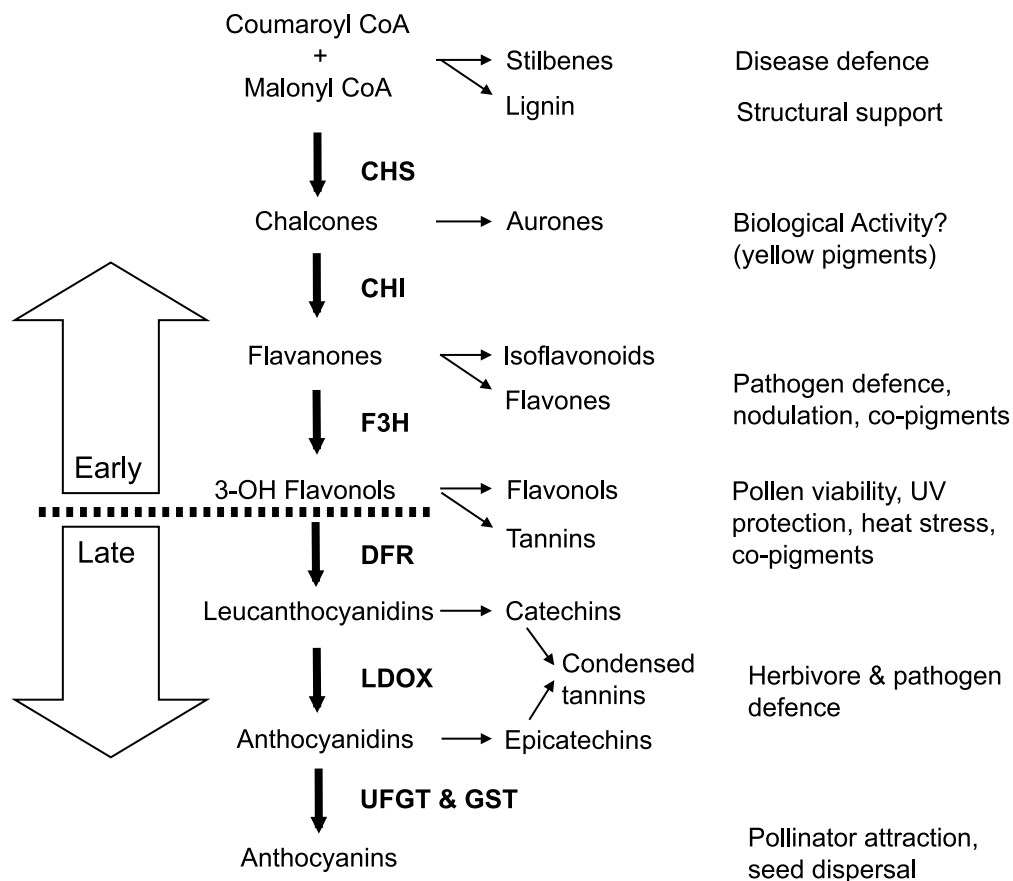 Coumaroyl CoA
+
Malonyl CoA
Stilbenes
Lignin
Disease defence
Structural support
CHS
Chalcones
Aurones
Biological Activity?
(yellow pigments)
CHI
Flavanones
Isoflavonoids
Flavones
Pathogen defence,
nodulation, co-pigments
F3H
Early
3-OH Flavonols
Flavonols
Tannins
Pollen viability, UV
protection, heat stress,
co-pigments
Late
DFR
Leucanthocyanidins
Catechins
LDOX
Condensed
tannins
Herbivore & pathogen
defence
Anthocyanidins
Epicatechins
UFGT & GST
Anthocyanins
Pollinator attraction,
seed dispersal